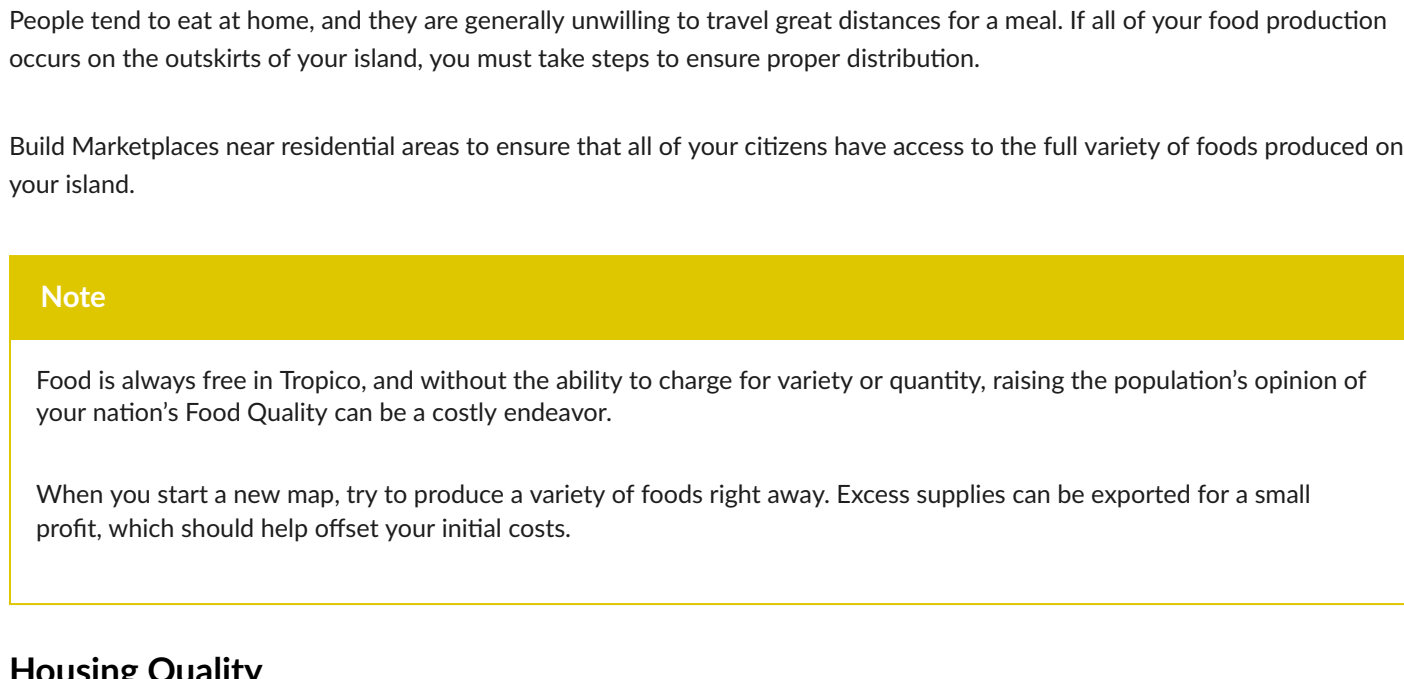 People tend to eat at home, and they are generally unwilling to travel great distances for a meal. If all of your food production
occurs on the outskirts of your island, you must take steps to ensure proper distribution.
Build Marketplaces near residential areas to ensure that all of your citizens have access to the full variety of foods produced on
your island.
Note
Food is always free in Tropico, and without the ability to charge for variety or quantity, raising the population’s opinion of
your nation’s Food Quality can be a costly endeavor.
When you start a new map, try to produce a variety of foods right away. Excess supplies can be exported for a small
profit, which should help offset your initial costs.
Housing Quality